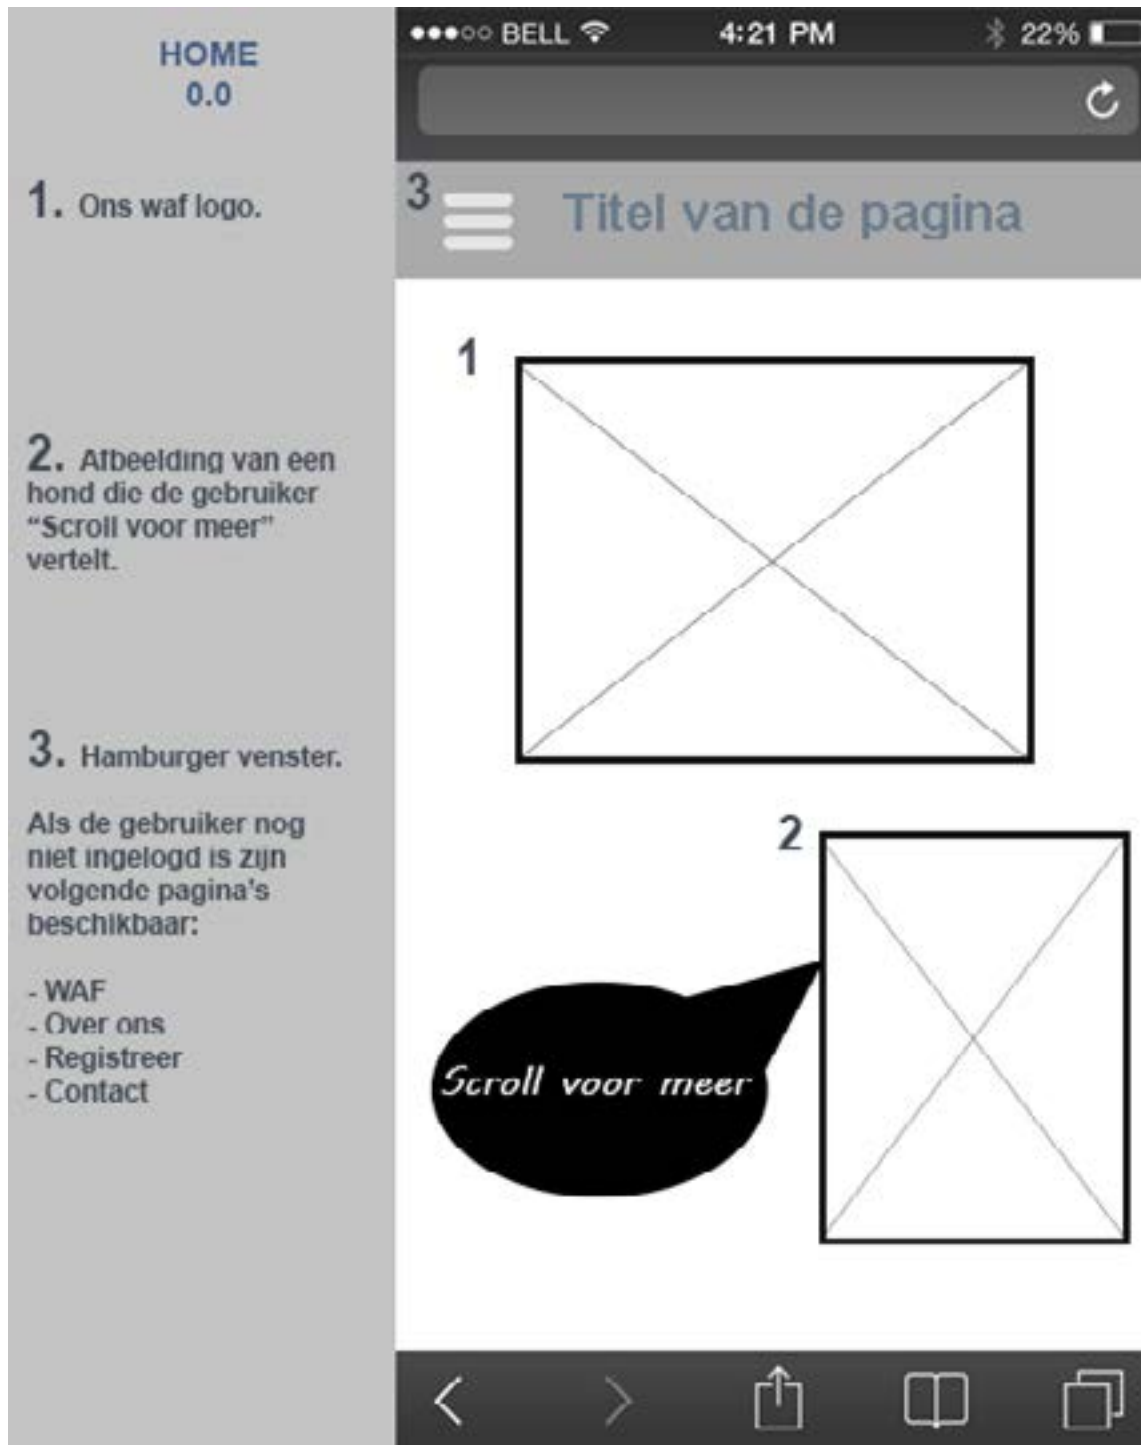 HOME
0.0
1. Ons waf logo.
2. Afbeelding van een
hond die de gebruiker
“Scroll voor meer”
vertelt.
3. Hamburger venster.
Als de gebruiker nog
niet ingelogd is zijn
volgende pagina's
beschikbaar:
- WAF
- Over ons
- Registreer
- Contact
BELL 4:21 PM 22%
3 Titel van de pagina
1
2
Scroll voor meer